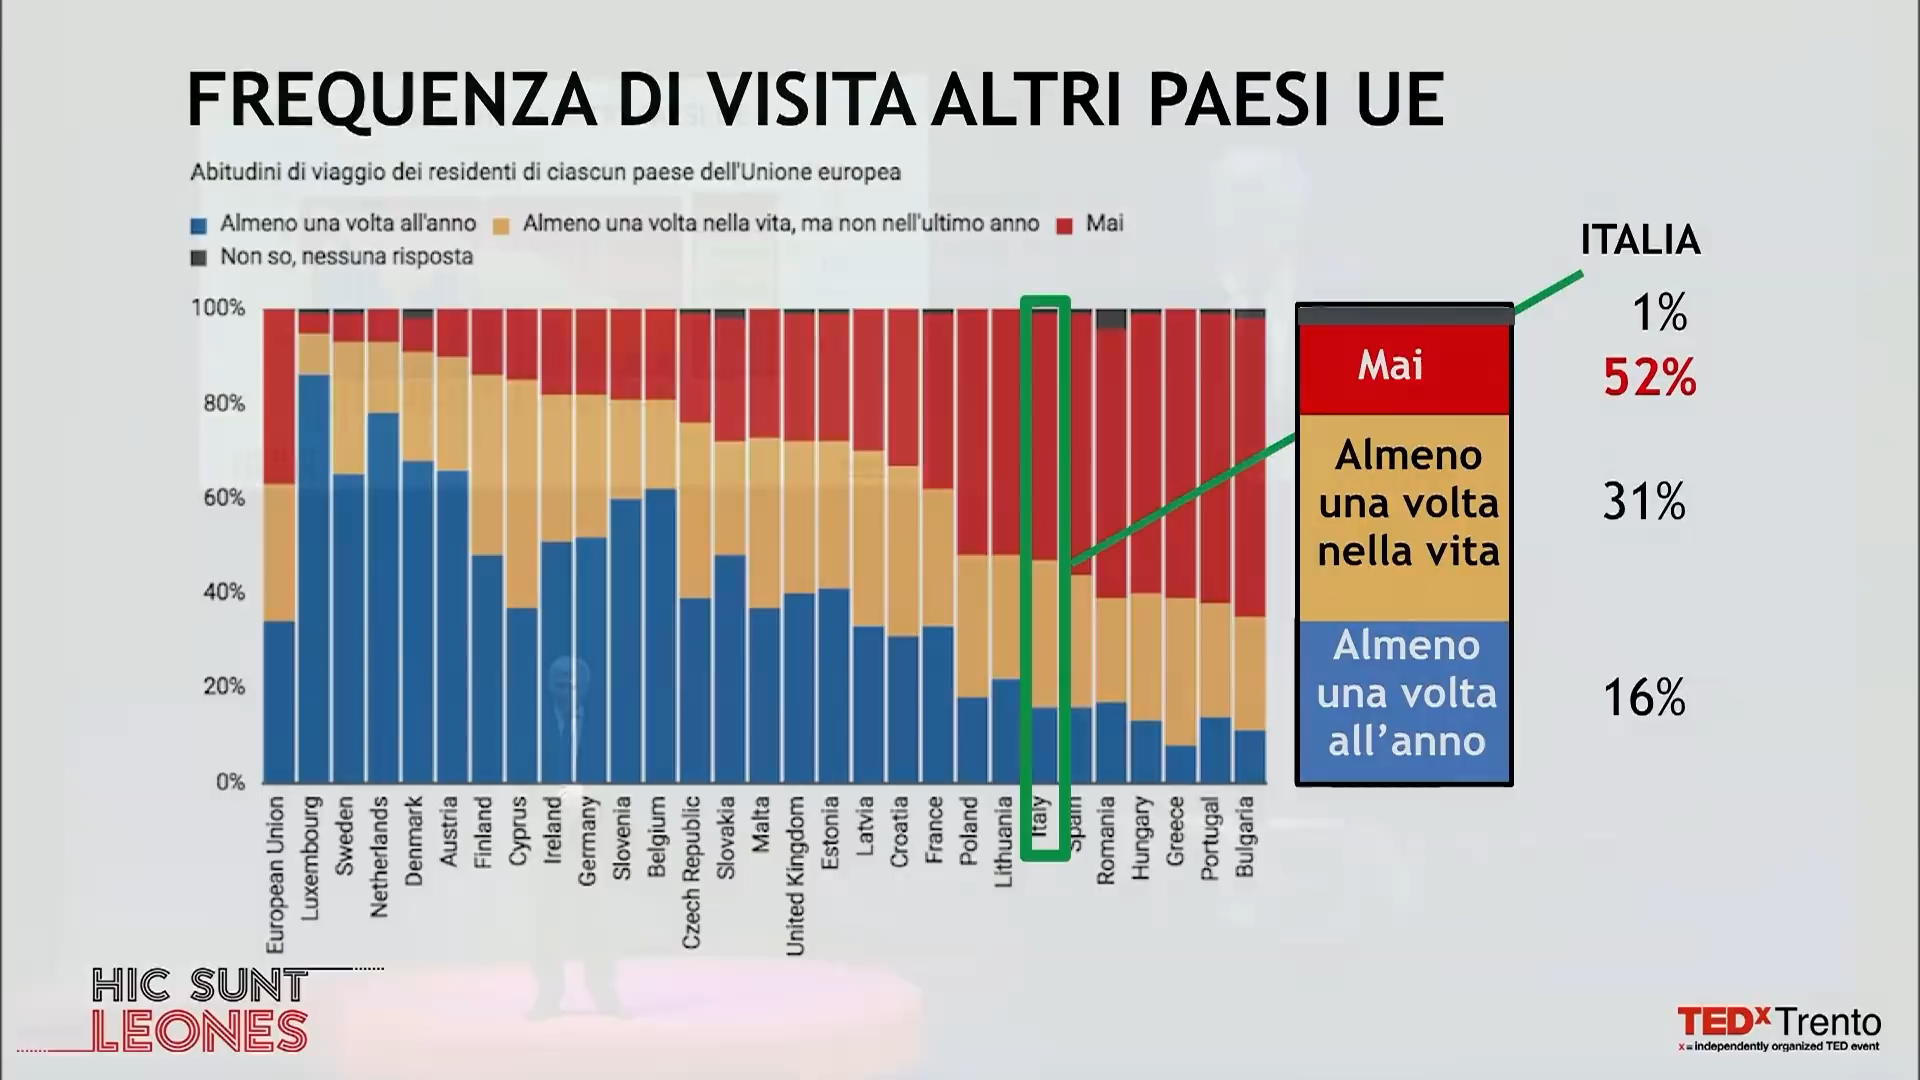 FREQUENZA DI VISITA ALTRI PAESI UE
Abitudini di viaggio dei residenti di ciascun paese dell'Unione europea
Almeno una volta all'anno
Almeno una volta nella vita, ma non nell'ultimo anno
Mai
Non so, nessuna risposta
100%
80%
60%
40%
20%
0%
European Union
Luxembourg
Sweden
Netherlands
Denmark
Austria
Finland
Cyprus
Ireland
Germany
Slovenia
Belgium
Czech Republic
Slovakia
Malta
United Kingdom
Estonia
Latvia
Croatia
France
Poland
Lithuania
Italy
Spain
Romania
Hungary
Greece
Portugal
Bulgaria
ITALIA
1%
Mai
52%
Almeno
una volta
nella vita
31%
Almeno
una volta
all’anno
16%
HIC SUNT
LEONES
TEDx Trento
x = independently organized TED event